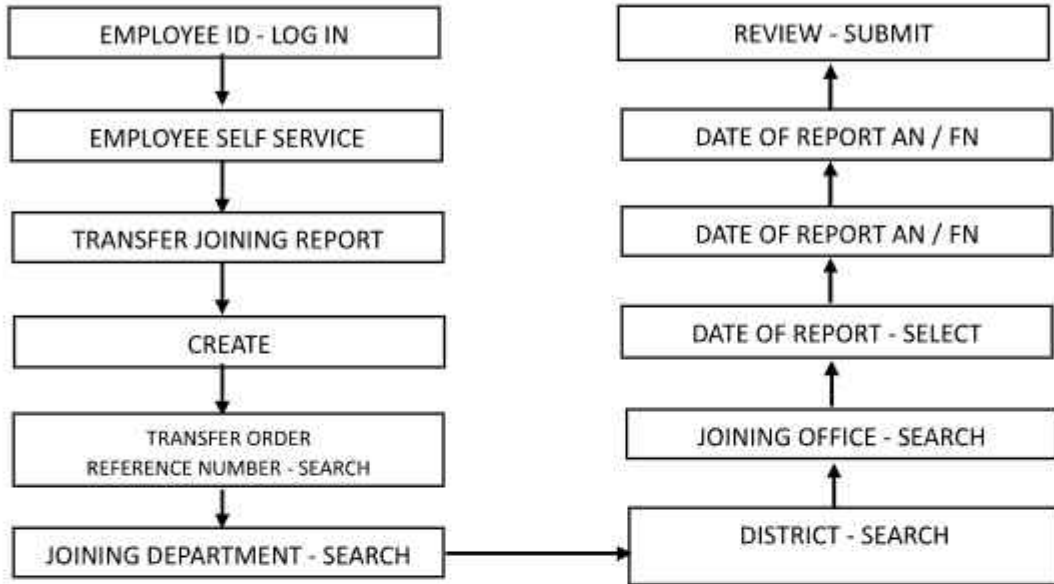 EMPLOYEE ID - LOG IN
EMPLOYEE SELF SERVICE
TRANSFER JOINING REPORT
CREATE
TRANSFER ORDER
REFERENCE NUMBER - SEARCH
JOINING DEPARTMENT - SEARCH
DISTRICT - SEARCH
JOINING OFFICE - SEARCH
DATE OF REPORT - SELECT
DATE OF REPORT AN / FN
DATE OF REPORT AN / FN
REVIEW - SUBMIT